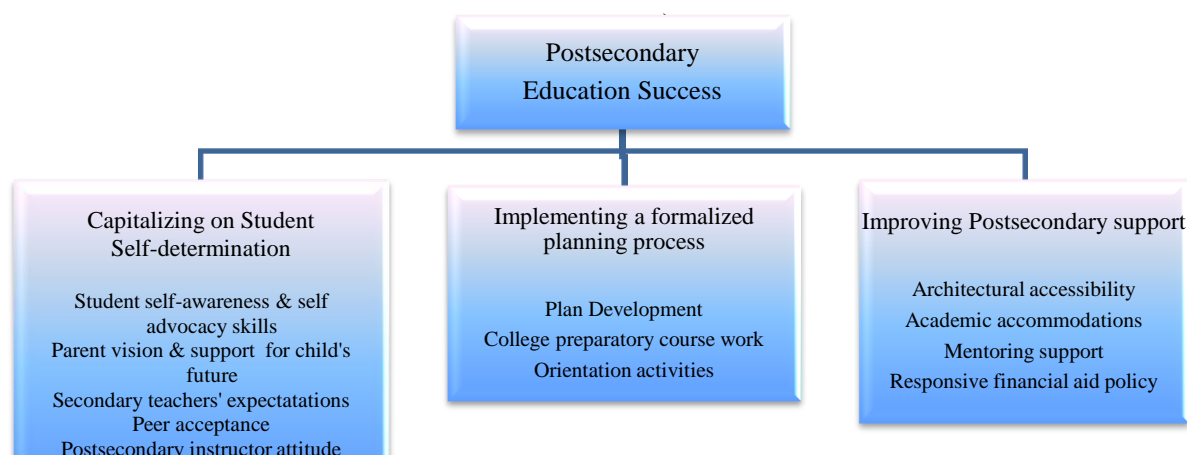 Postsecondary
Education Success
Capitalizing on Student
Self-determination
Student self-awareness & self
advocacy skills
Parent vision & support for child's
future
Secondary teachers' expectatations
Peer acceptance
Postsecondary instructor attitude
Implementing a formalized
planning process
Plan Development
College preparatory course work
Orientation activities
Improving Postsecondary support
Architectural accessibility
Academic accommodations
Mentoring support
Responsive financial aid policy